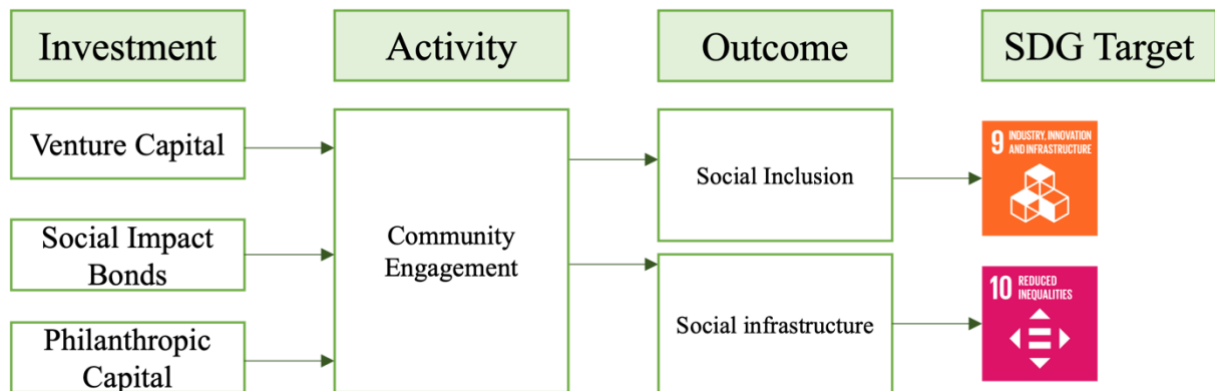 Investment
Activity
Outcome
SDG Target
Venture Capital
Social Impact
Bonds
Philanthropic
Capital
Community
Engagement
Social Inclusion
Social infrastructure
9 INDUSTRY, INNOVATION
AND INFRASTRUCTURE
10 REDUCED
INEQUALITIES